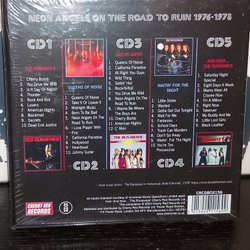 NEON ANGELS ON THE ROAD TO RUIN 1976-1978
CD1
THE RUNAWAYS
Cherry Bomb
You Drive Me Wild
Is It Day Or Night?
Thunder
Rock And Roll
Lovers
American Nights
Blackmail
Secrets
Dead End Justice
QUEENS OF NOISE
Queens Of Noise
Take It Or Leave It
Midnight Music
Born To Be Bad
Neon Angels On The
Road To Ruin
I Love Playin' With Fire
California Paradise
Hollywood
Heartbeat
Johnny Guitar
CD2
CD3
LIVE IN JAPAN
Queens Of Noise
California Paradise
All Right You Guys
Wild Thing
Gettin' Hot
Rock-N-Roll
You Drive Me Wild
Neon Angels On The
Road To Ruin
I Wanna Be Where
The Boys Are
Cherry Bomb
American Nights
C'mon
WAITIN' FOR THE
NIGHT
Little Sister
Wasted
Gotta Get Out Tonight
Wait For Me
Fantasies
School Days
Trash Can Murders
Don't Go Away
Waitin' For The Night
You're Too Possessive
CD4
CD5
AND NOW... THE
RUNAWAYS
Saturday Night
Special
Eight Days A Week
Mama Weer All
Crazee Now
I'm A Million
Right Now
Takeover
My Buddy And Me
Little Lost Girls
Black Leather
CHERRY RED
RECORDS
CRCDBOX156